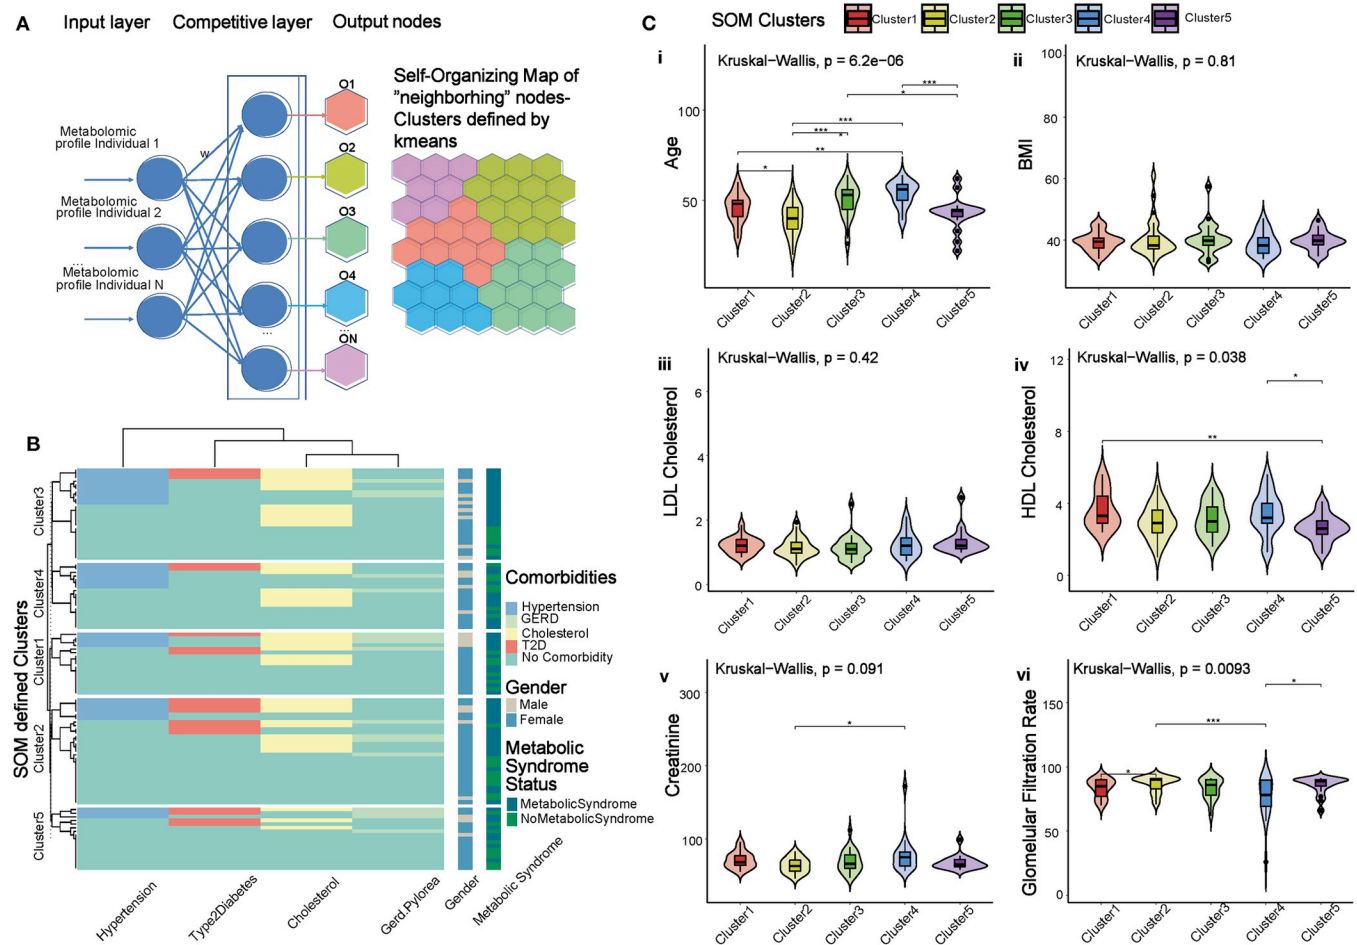 A
Input layer
Competitive layer
Output nodes
Metabolomic
profile Individual 1
Metabolomic
profile Individual 2
...
Metabolomic
profile Individual N
w
...
O1
O2
O3
O4
...
ON
Self-Organizing Map of
"neighborhing" nodes-
Clusters defined by
kmeans
B
SOM defined Clusters
Cluster3
Cluster4
Cluster1
Cluster2
Cluster5
Hypertension
Type2Diabetes
Cholesterol
Gerd.Pylorea
Gender
Metabolic Syndrome
Comorbidities
Hypertension
GERD
Cholesterol
T2D
No Comorbidity
Gender
Male
Female
Metabolic
Syndrome
Status
MetabolicSyndrome
NoMetabolicSyndrome
C
SOM Clusters
Cluster1
Cluster2
Cluster3
Cluster4
Cluster5
i
Kruskal-Wallis, p = 6.2e-06
Age
100
50
***
*
***
***
*
**
*
Cluster1
Cluster2
Cluster3
Cluster4
Cluster5
ii
Kruskal-Wallis, p = 0.81
BMI
100
80
60
40
Cluster1
Cluster2
Cluster3
Cluster4
Cluster5
iii
Kruskal-Wallis, p = 0.42
LDL Cholesterol
6
4
2
0
Cluster1
Cluster2
Cluster3
Cluster4
Cluster5
iv
Kruskal-Wallis, p = 0.038
HDL Cholesterol
12
8
4
0
*
**
Cluster1
Cluster2
Cluster3
Cluster4
Cluster5
v
Kruskal-Wallis, p = 0.091
Creatinine
300
200
100
*
Cluster1
Cluster2
Cluster3
Cluster4
Cluster5
vi
Kruskal-Wallis, p = 0.0093
Glomelular Filtration Rate
150
100
50
0
*
***
*
Cluster1
Cluster2
Cluster3
Cluster4
Cluster5